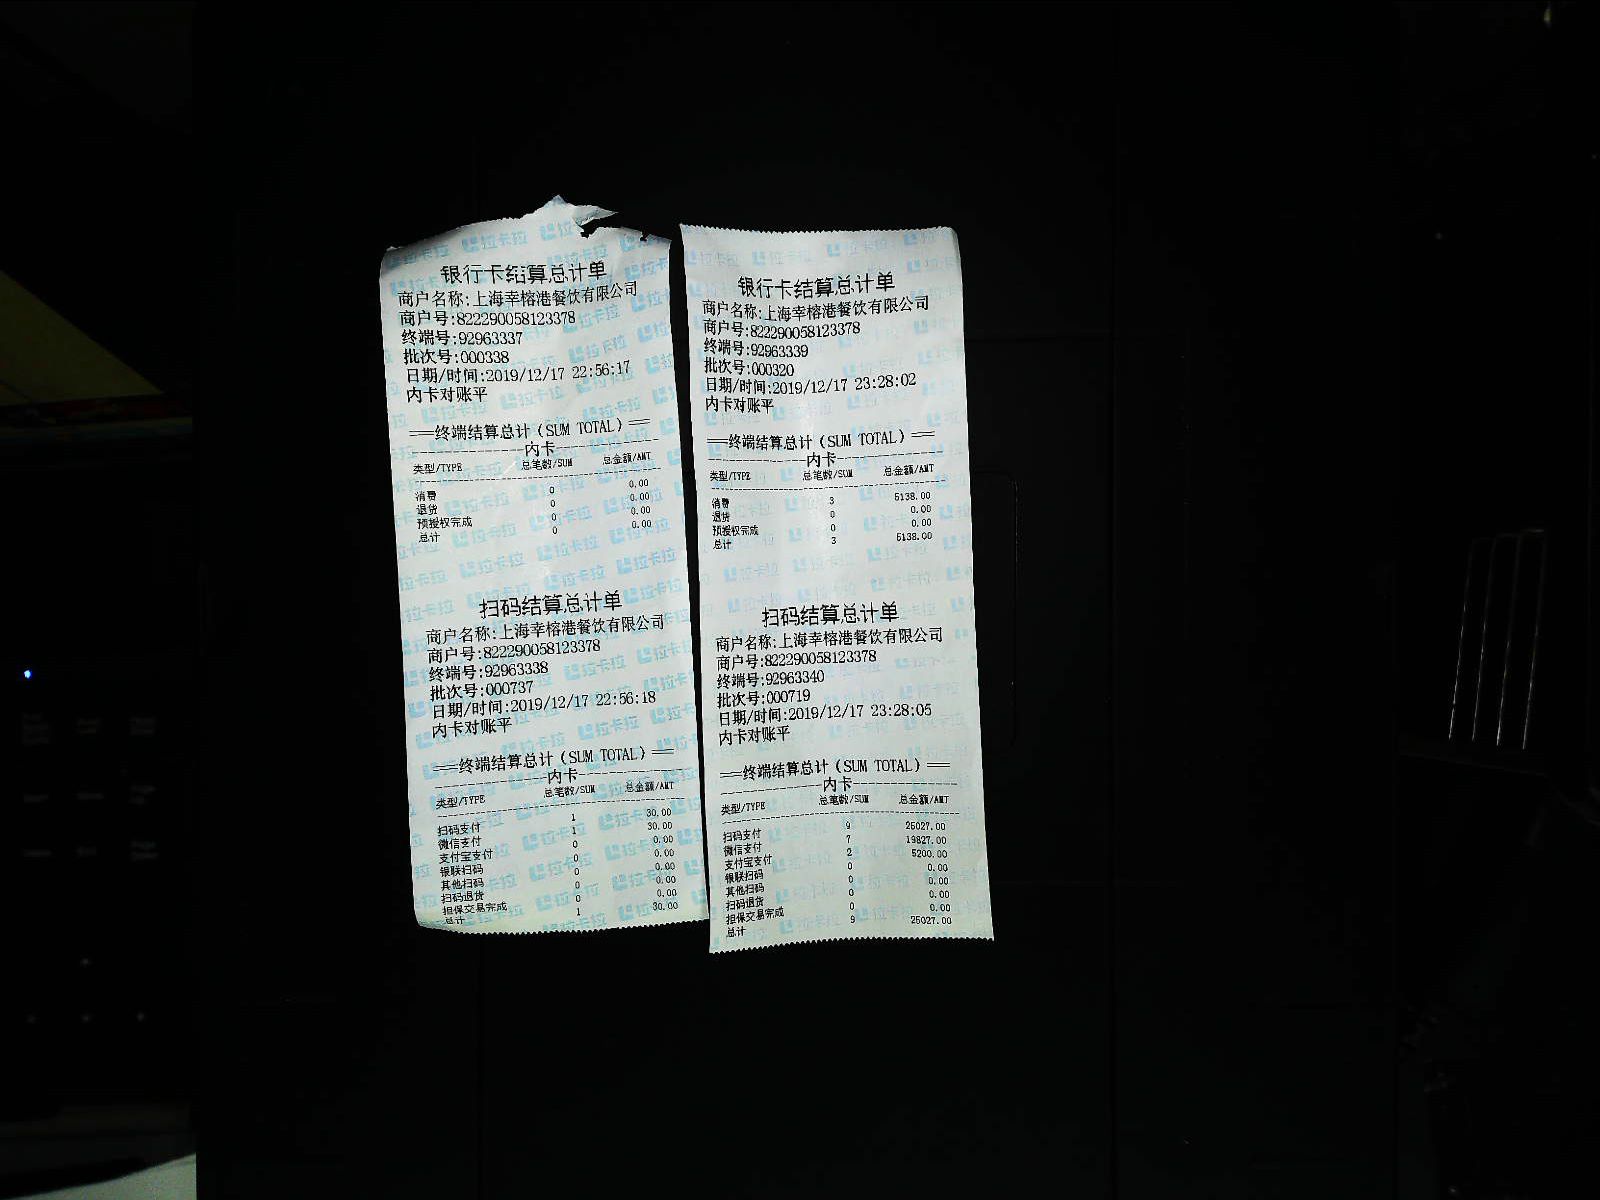 银行卡结算总计单
商户名称:上海幸榕港餐饮有限公司
商户号:822290058123378
终端号:92963337
批次号:000338
日期/时间:2019/12/17 22:56:17
内卡对账平
===终端结算总计(SUM TOTAL)===
内卡
类型/TYPE 总笔数/SUM 总金额/AMT
消费 0 0.00
退货 0 0.00
预授权完成 0 0.00
总计 0 0.00
扫码结算总计单
商户名称:上海幸榕港餐饮有限公司
商户号:822290058123378
终端号:92963338
批次号:000737
日期/时间:2019/12/17 22:56:18
内卡对账平
===终端结算总计(SUM TOTAL)===
内卡
类型/TYPE 总笔数/SUM 总金额/AMT
扫码支付 1 30.00
微信支付 1 30.00
支付宝支付 0 0.00
银联扫码 0 0.00
其他扫码 0 0.00
扫码退货 0 0.00
担保交易完成 0 0.00
总计 1 30.00
银行卡结算总计单
商户名称:上海幸榕港餐饮有限公司
商户号:822290058123378
终端号:92963339
批次号:000320
日期/时间:2019/12/17 23:28:02
内卡对账平
===终端结算总计(SUM TOTAL)===
内卡
类型/TYPE 总笔数/SUM 总金额/AMT
消费 3 5138.00
退货 0 0.00
预授权完成 0 0.00
总计 3 5138.00
扫码结算总计单
商户名称:上海幸榕港餐饮有限公司
商户号:822290058123378
终端号:92963340
批次号:000719
日期/时间:2019/12/17 23:28:05
内卡对账平
===终端结算总计(SUM TOTAL)===
内卡
类型/TYPE 总笔数/SUM 总金额/AMT
扫码支付 9 25027.00
微信支付 7 19827.00
支付宝支付 2 5200.00
银联扫码 0 0.00
其他扫码 0 0.00
扫码退货 0 0.00
担保交易完成 0 0.00
总计 9 25027.00